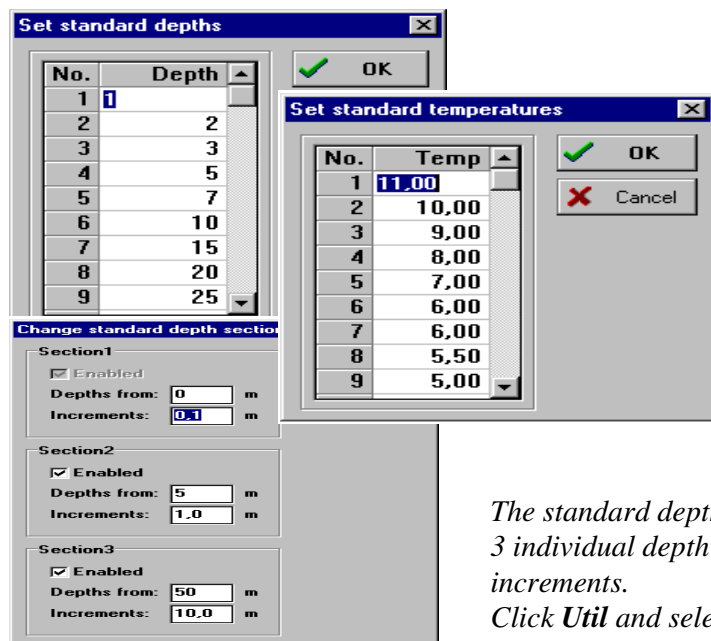 Set standard depths
OK
No. Depth
1 1
2 2
3 3
4 5
5 7
6 10
7 15
8 20
9 25
Set standard temperatures
OK
Cancel
No. Temp
1 11,00
2 10,00
3 9,00
4 8,00
5 7,00
6 6,00
7 6,00
8 5,50
9 5,00
Change standard depth section
Section1
Enabled
Depths from: 0 m
Increments: 0,1 m
Section2
Enabled
Depths from: 5 m
Increments: 1,0 m
Section3
Enabled
Depths from: 50 m
Increments: 10,0 m
The standard dept
3 individual depth
increments.
Click Util and sele